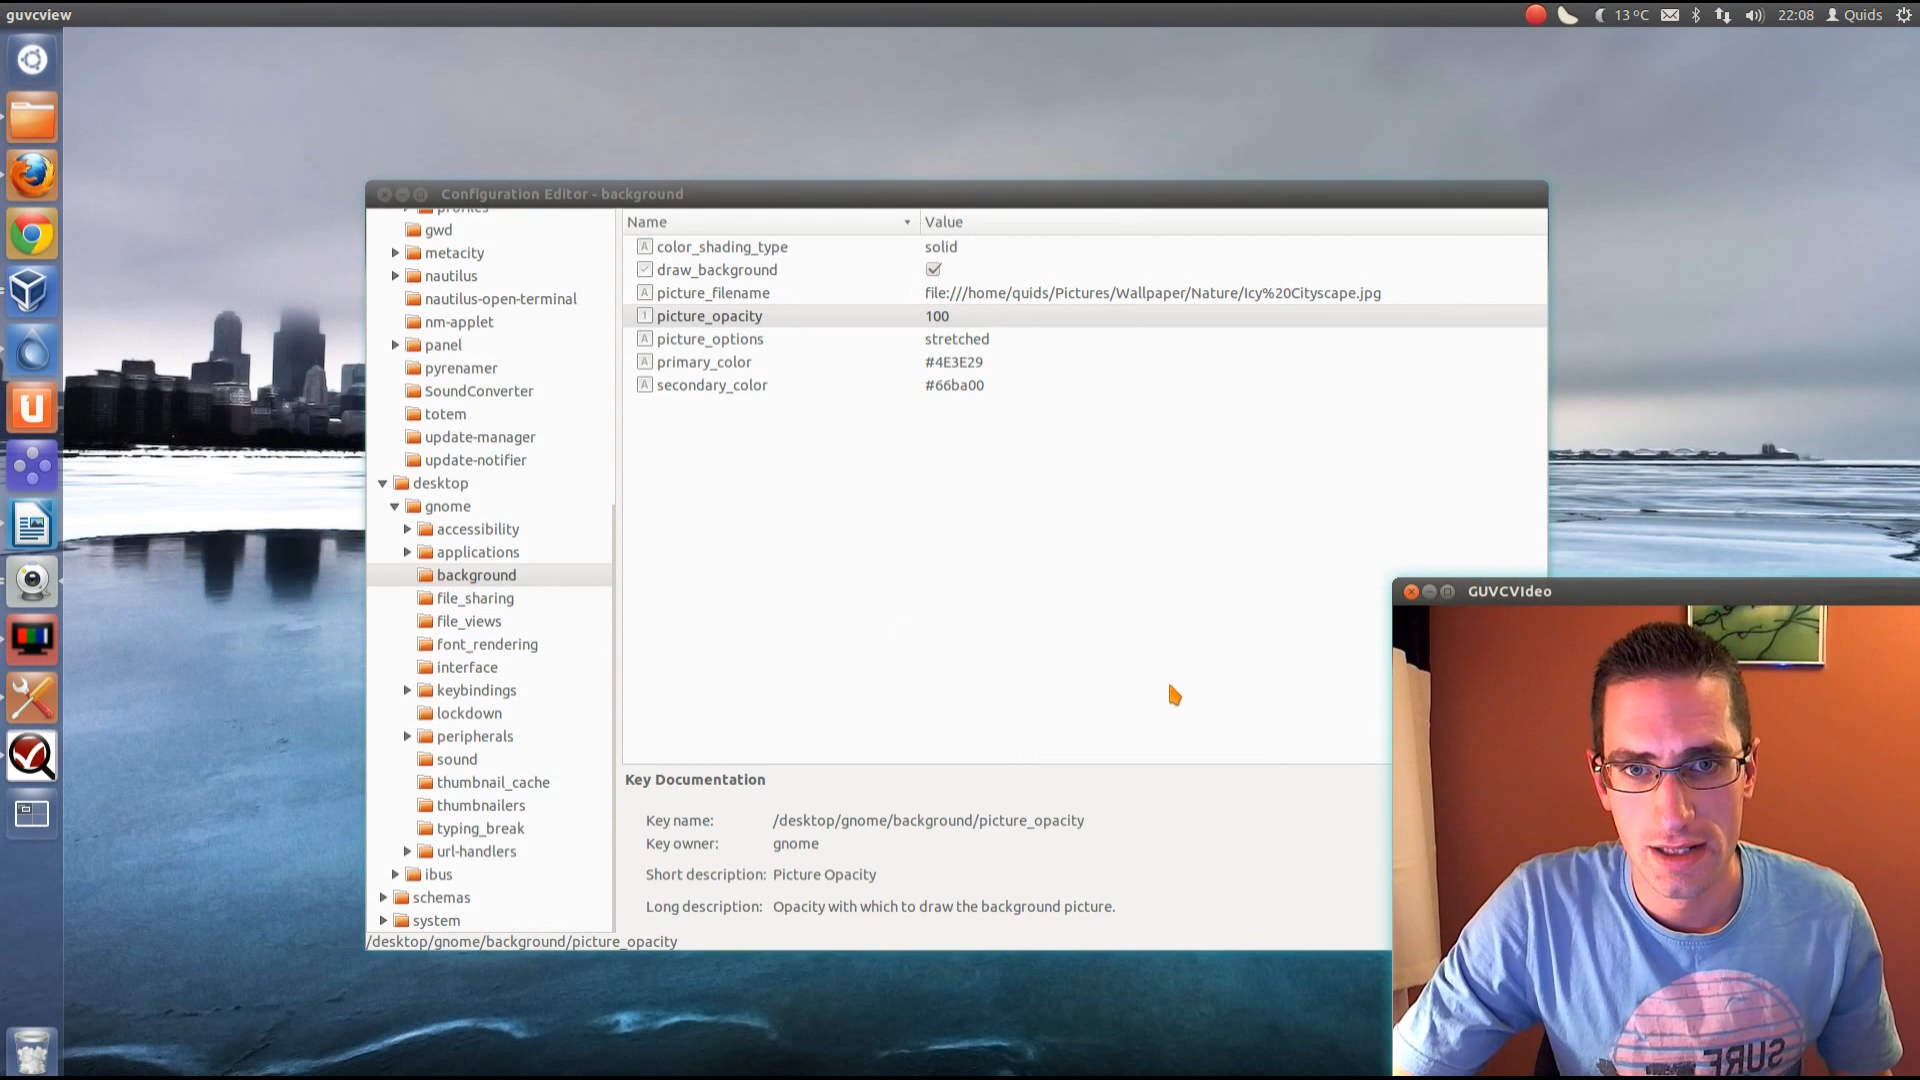 guvcview
13 °C
22:08
Quids
Configuration Editor - background
profiles
gwd
metacity
nautilus
nautilus-open-terminal
nm-applet
panel
pyrenamer
SoundConverter
totem
update-manager
update-notifier
desktop
gnome
accessibility
applications
background
file_sharing
file_views
font_rendering
interface
keybindings
lockdown
peripherals
sound
thumbnail_cache
thumbnailers
typing_break
url-handlers
ibus
schemas
system
/desktop/gnome/background/picture_opacity
Name Value
color_shading_type solid
draw_background
picture_filename file:///home/quids/Pictures/Wallpaper/Nature/Icy%20Cityscape.jpg
picture_opacity 100
picture_options stretched
primary_color #4E3E29
secondary_color #66ba00
Key Documentation
Key name: /desktop/gnome/background/picture_opacity
Key owner: gnome
Short description: Picture Opacity
Long description: Opacity with which to draw the background picture.
GUVCVIdeo
SURF